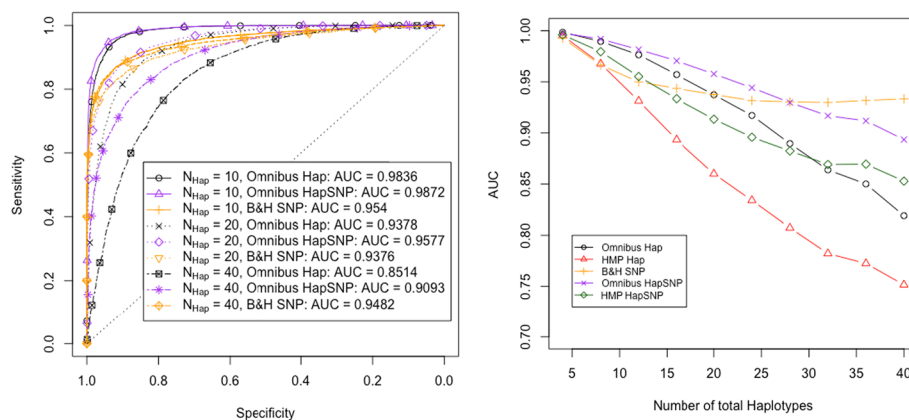 1.0
0.8
0.6
0.4
0.2
0.0
Sensitivity
1.0 0.8 0.6 0.4 0.2 0.0
Specificity
NHap = 10, Omnibus Hap: AUC = 0.9836
NHap = 10, Omnibus HapSNP: AUC = 0.9872
NHap = 10, B&H SNP: AUC = 0.954
NHap = 20, Omnibus Hap: AUC = 0.9378
NHap = 20, Omnibus HapSNP: AUC = 0.9577
NHap = 20, B&H SNP: AUC = 0.9376
NHap = 40, Omnibus Hap: AUC = 0.8514
NHap = 40, Omnibus HapSNP: AUC = 0.9093
NHap = 40, B&H SNP: AUC = 0.9482
1.00
0.95
0.90
0.85
0.80
0.75
0.70
AUC
5 10 15 20 25 30 35 40
Number of total Haplotypes
Omnibus Hap
HMP Hap
B&H SNP
Omnibus HapSNP
HMP HapSNP